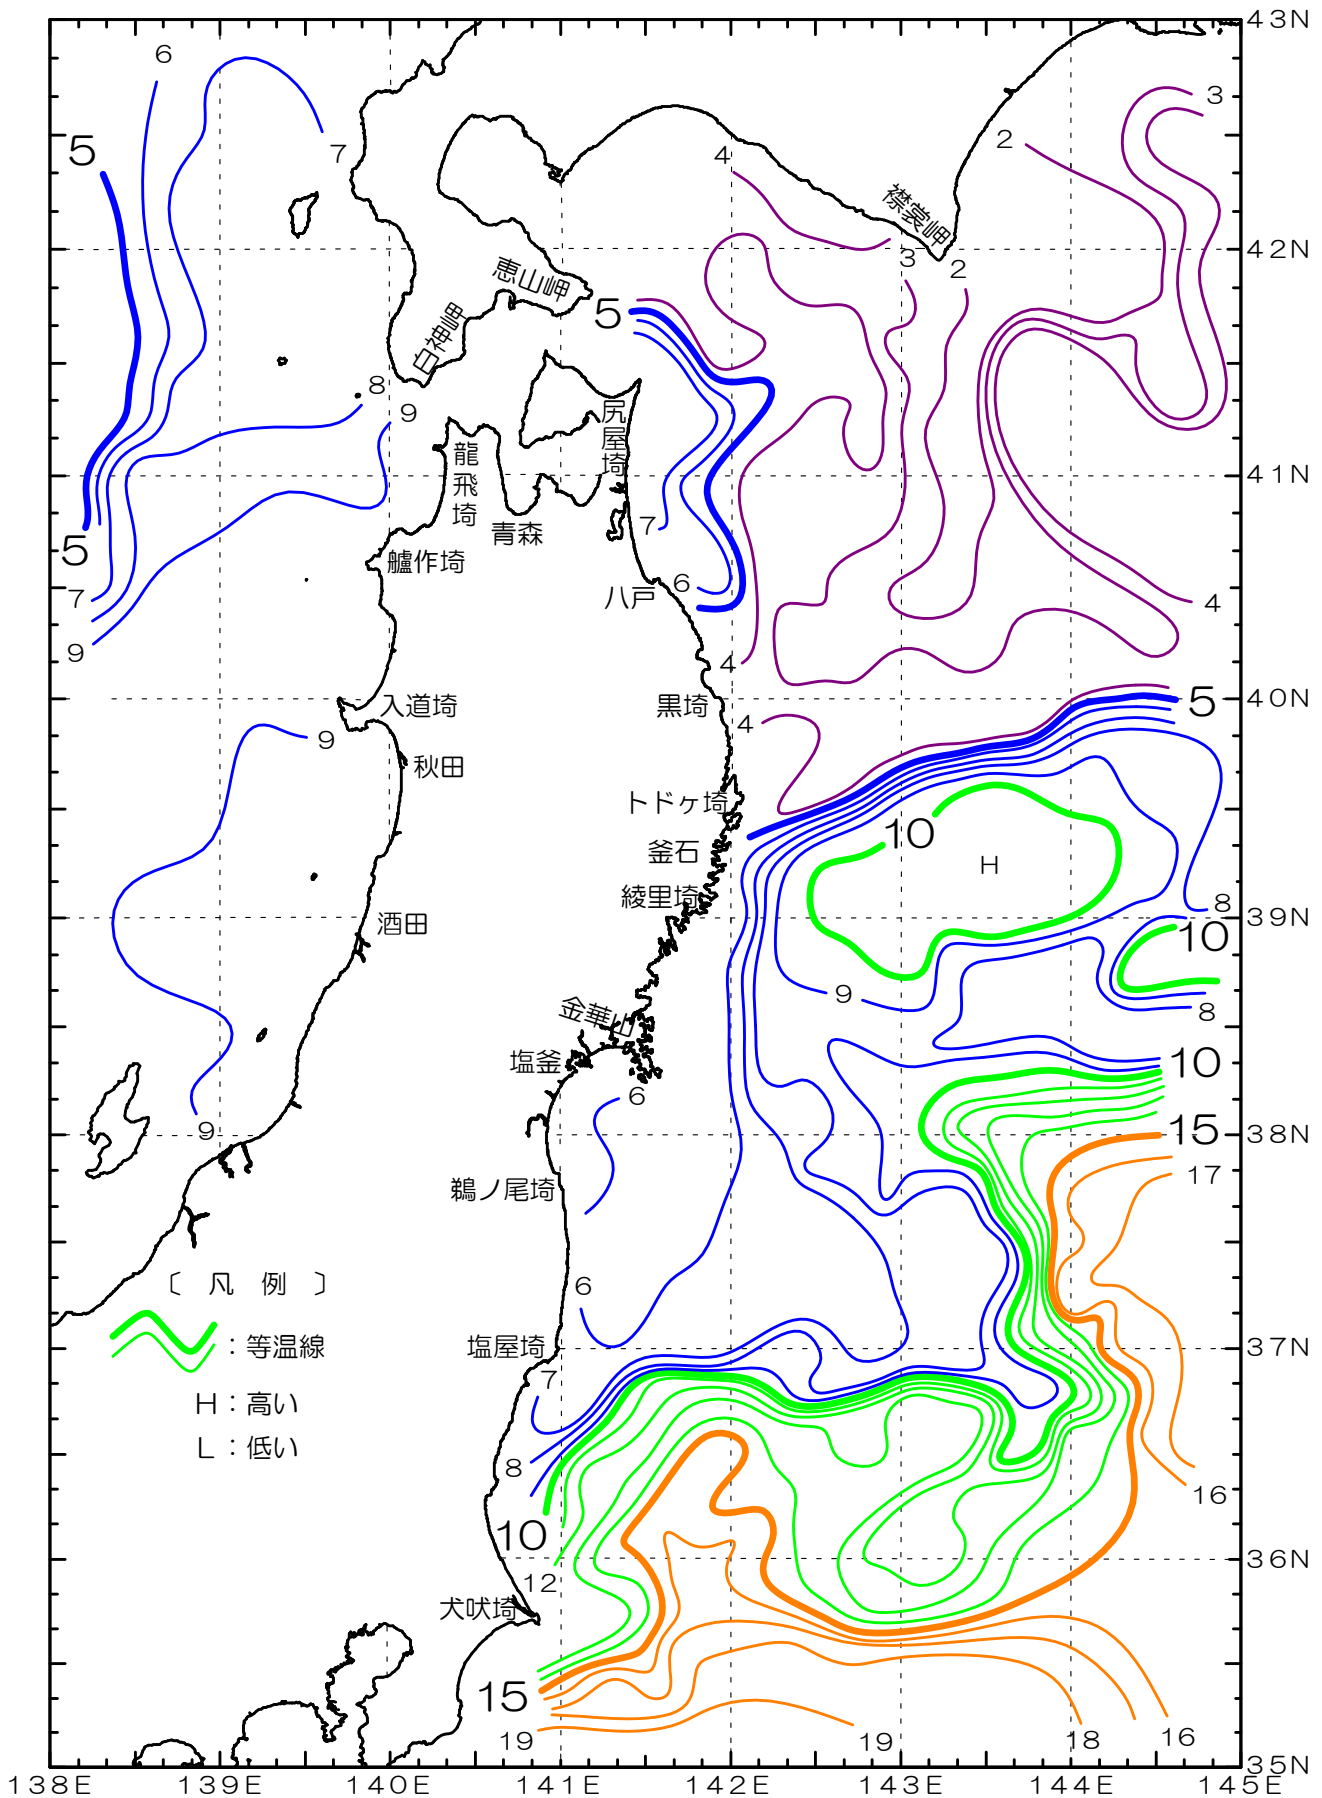 43N
6
3
5
2
7
4
襟裳岬
42N
3
2
恵山岬
5
白神岬
8
9
尻屋埼
龍飛埼
41N
7
青森
5
艫作埼
6
7
八戸
4
9
4
40N
入道埼
黒埼
5
4
9
秋田
トドヶ埼
10
釜石
H
綾里埼
8
39N
酒田
10
9
金華山
8
塩釜
10
6
9
15
38N
17
鵜ノ尾埼
〔 凡 例 〕
6
:等温線
塩屋埼
37N
7
H:高い
L:低い
8
16
10
36N
12
犬吠埼
15
19
19
18
16
35N
138E
139E
140E
141E
142E
143E
144E
145E